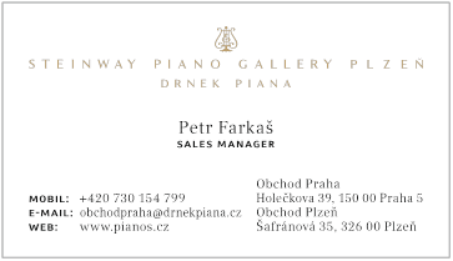 STEINWAY PIANO GALLERY PLZEŇ
DRNEK PIANA
Petr Farkaš
SALES MANAGER
MOBIL: +420 730 154 799
E-MAIL: obchodpraha@drnekpiana.cz
WEB: www.pianos.cz
Obchod Praha
Holečkova 39, 150 00 Praha 5
Obchod Plzeň
Šafránová 35, 326 00 Plzeň